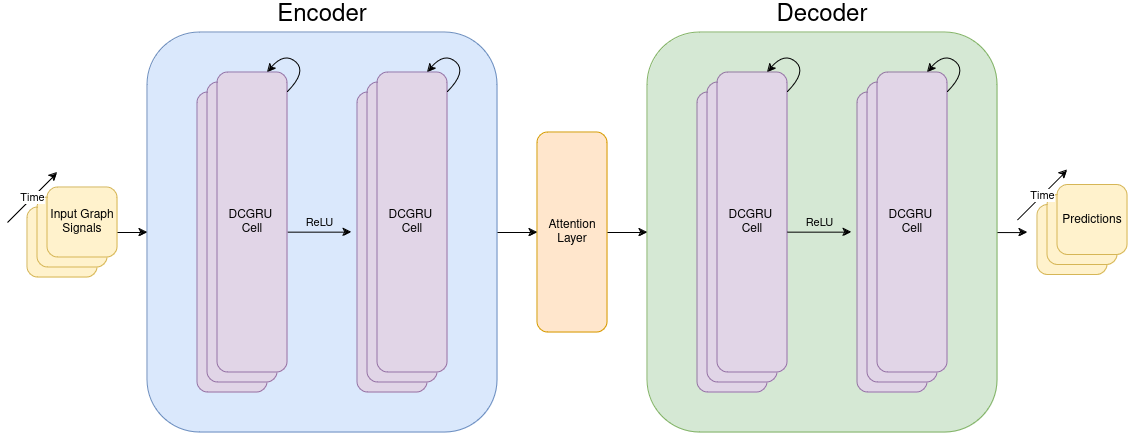 Encoder
Decoder
Time
Input Graph
Signals
DCGRU
Cell
ReLU
DCGRU
Cell
Attention
Layer
DCGRU
Cell
ReLU
DCGRU
Cell
Time
Predictions